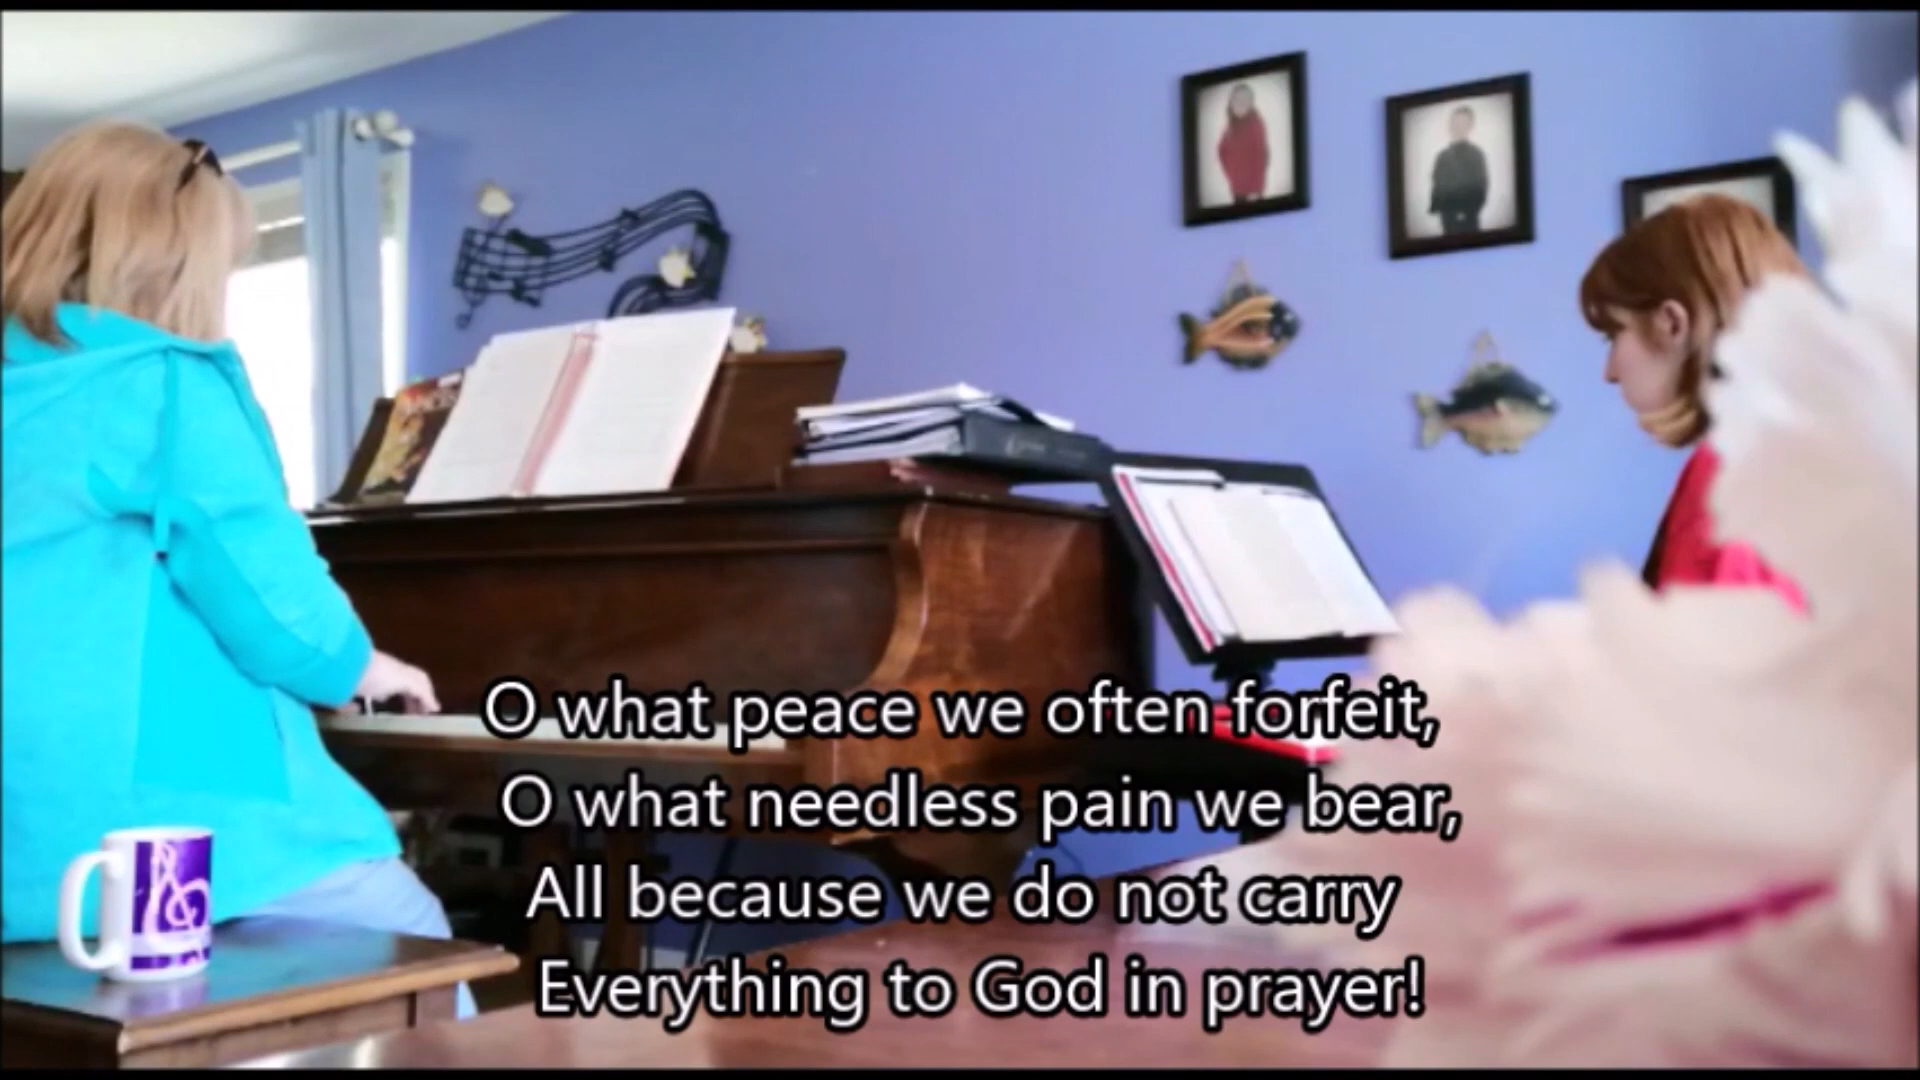 O what peace we often forfeit,
O what needless pain we bear,
All because we do not carry
Everything to God in prayer!